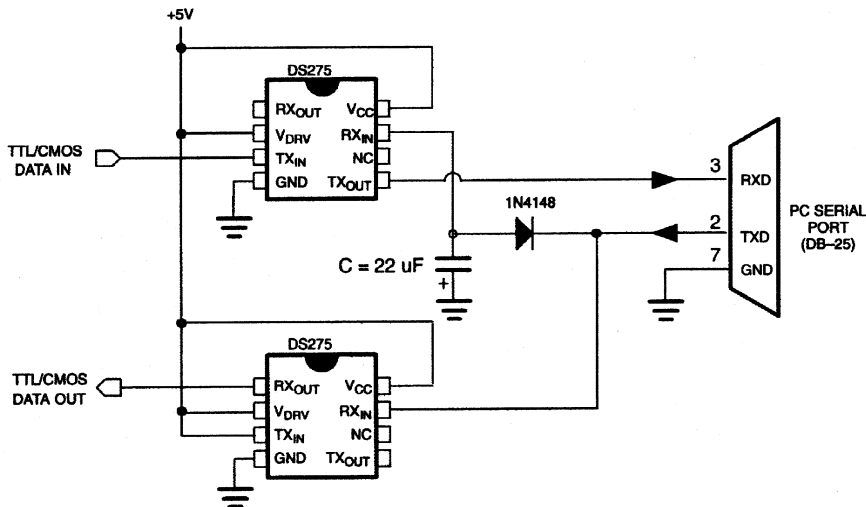 +5V
DS275
RXOUT
VCC
VDRV
RXIN
TTL/CMOS
DATA IN
TXIN
NC
GND
TXOUT
3
RXD
1N4148
PC SERIAL
PORT
(DB–25)
2
TXD
7
GND
C = 22 uF
+
DS275
TTL/CMOS
DATA OUT
RXOUT
VCC
VDRV
RXIN
TXIN
NC
GND
TXOUT